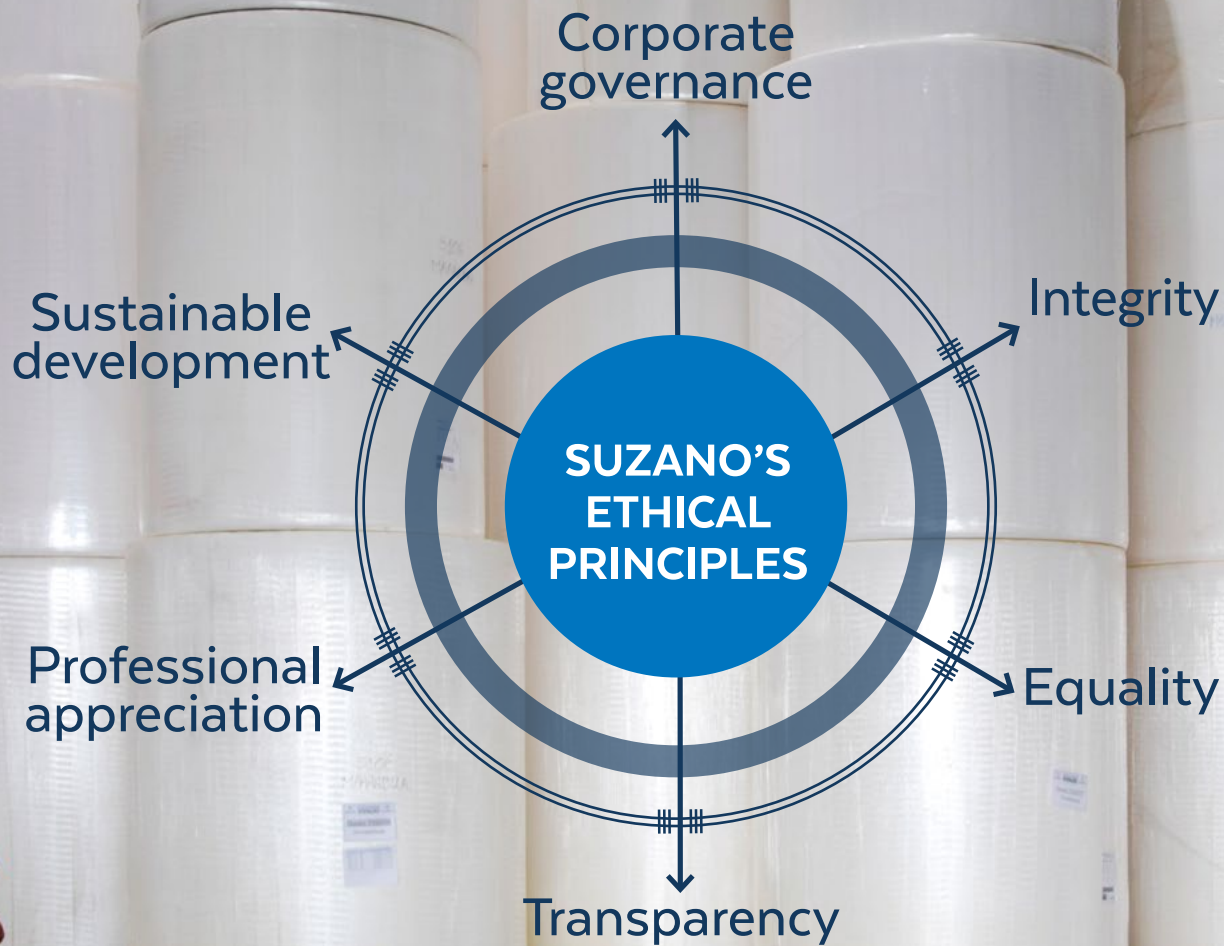 Corporate
governance
Integrity
Equality
Transparency
Professional
appreciation
Sustainable
development
SUZANO’S
ETHICAL
PRINCIPLES